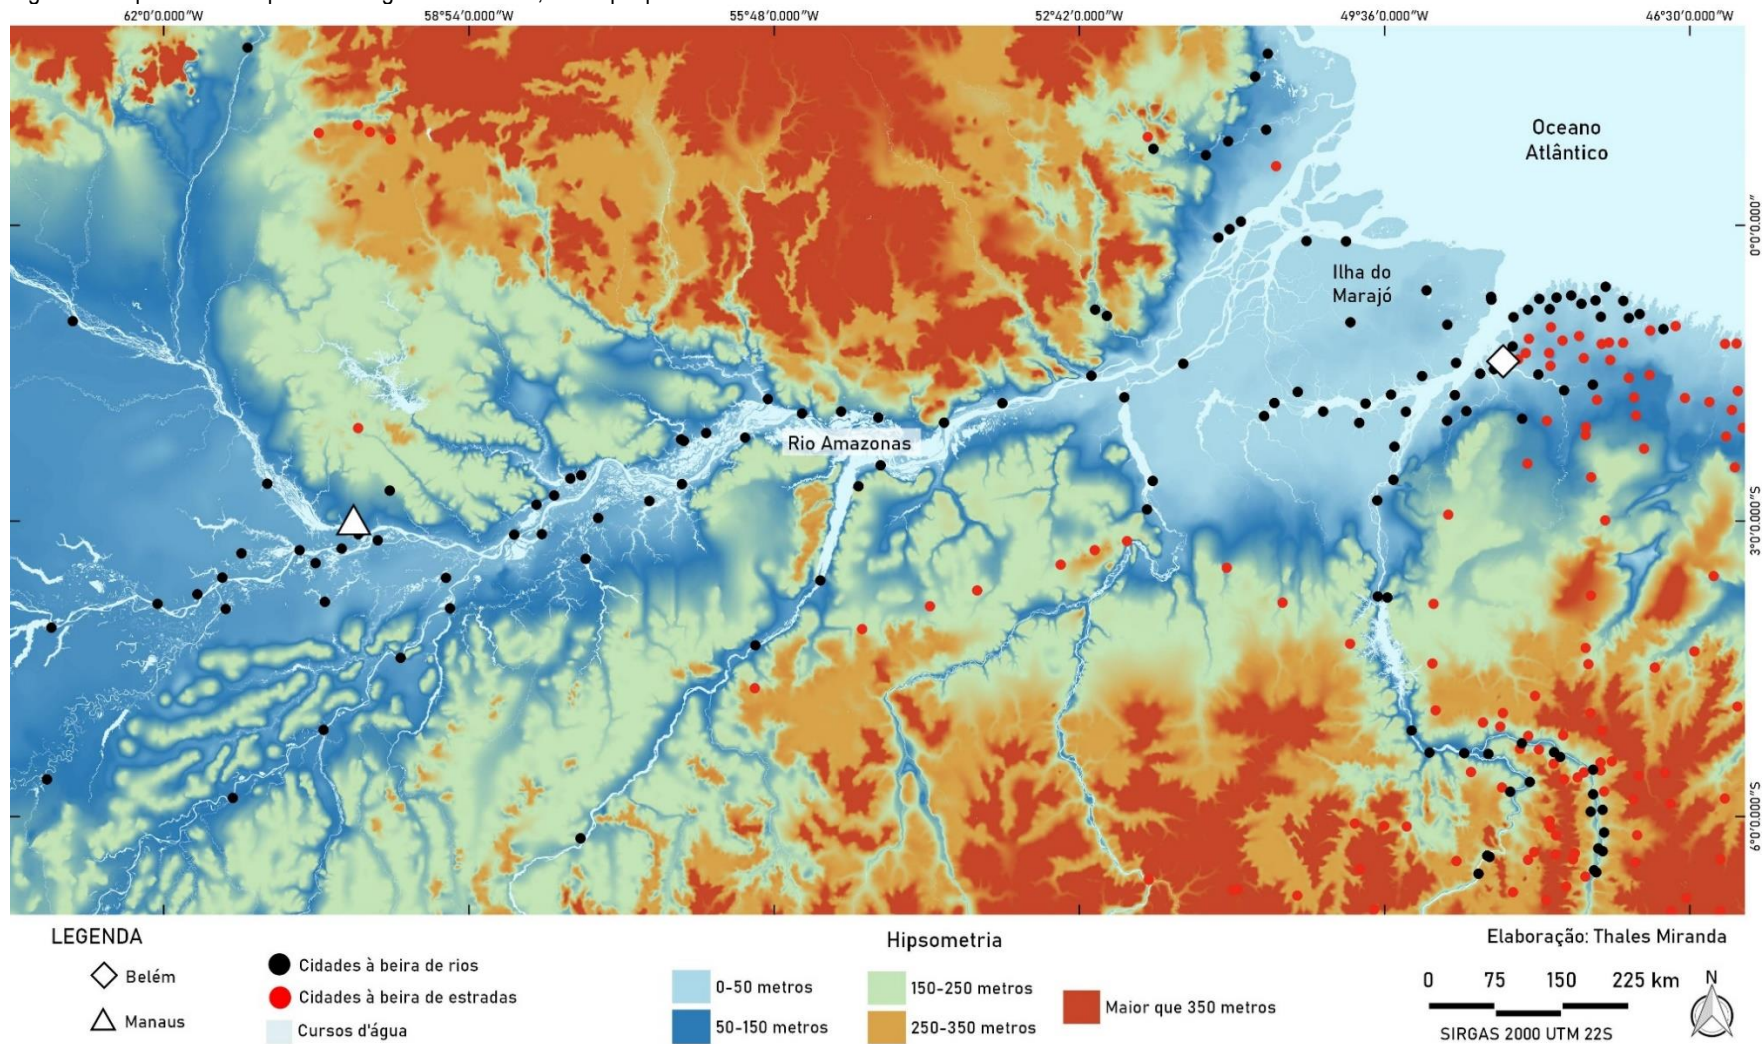 62°0'0.000"W 58°54'0.000"W 55°48'0.000"W 52°42'0.000"W 49°36'0.000"W 46°30'0.000"W
Oceano
Atlântico
0°0'0.000"
Ilha do
Marajó
Rio Amazonas
3°0'0.000"S
6°0'0.000"S
LEGENDA
Belém
Manaus
Cidades à beira de rios
Cidades à beira de estradas
Cursos d'água
Hipsometria
0-50 metros
50-150 metros
150-250 metros
250-350 metros
Maior que 350 metros
Elaboração: Thales Miranda
0 75 150 225 km
N
SIRGAS 2000 UTM 22S